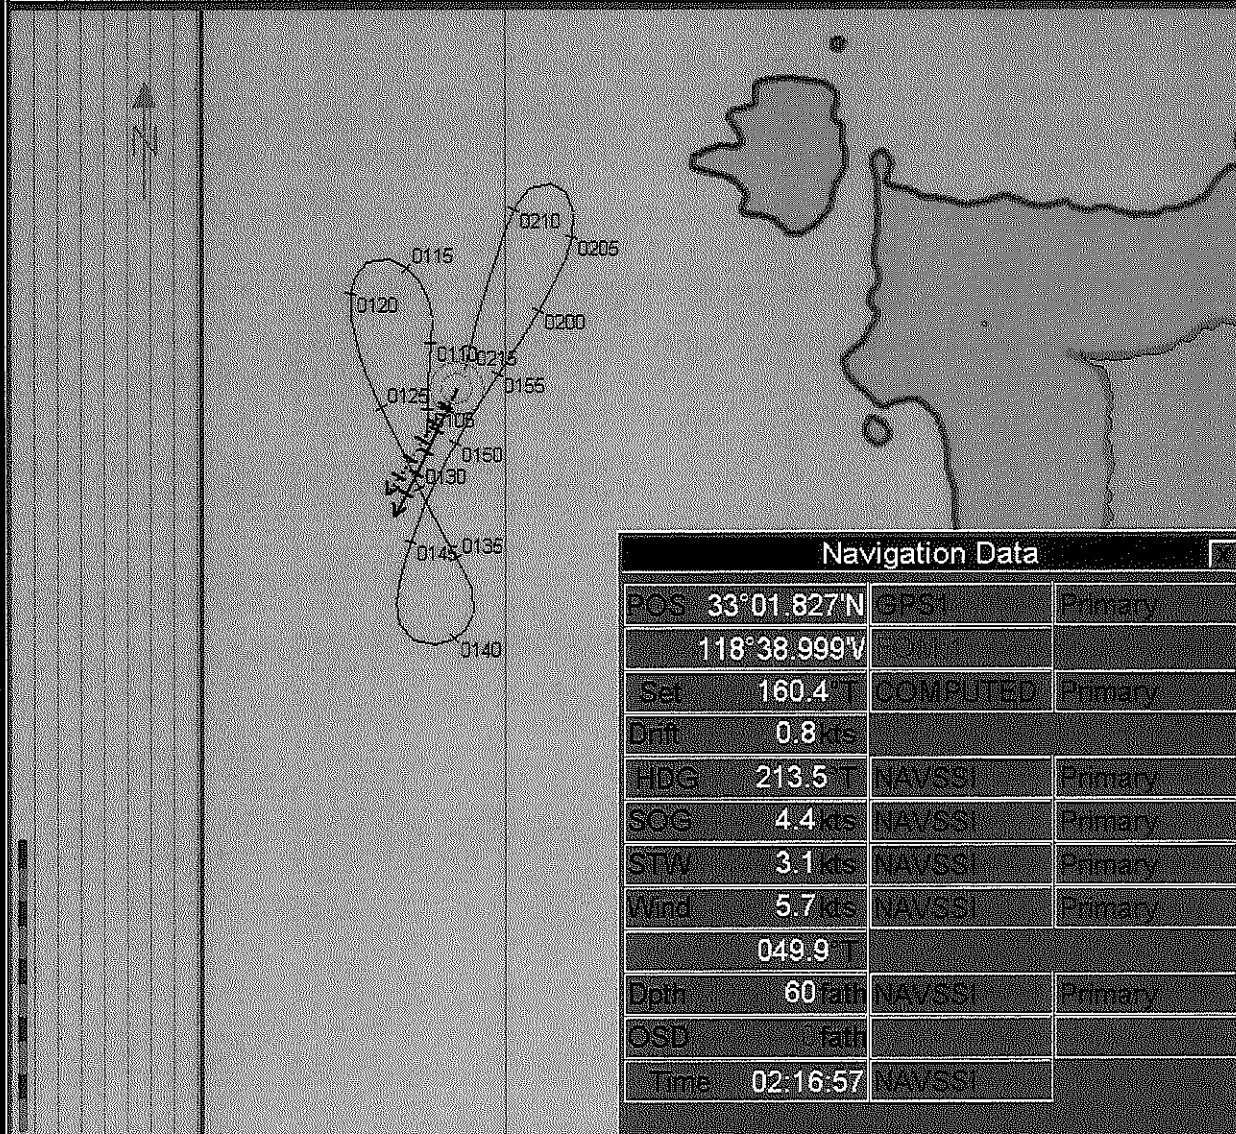 N
0210
0205
0115
0120
0200
0110
0215
0155
0125
0105
0150
0130
0145
0135
0140
Navigation Data
x
POS 33°01.827'N GPS1 Primary
118°38.999'W
Set 160.4°T COMPUTED Primary
Drift 0.8 kts
HDG 213.5°T NAVSSI Primary
SOG 4.4 kts NAVSSI Primary
STW 3.1 kts NAVSSI Primary
Wind 5.7 kts NAVSSI Primary
049.9°T
Dpth 60 fath NAVSSI Primary
OSD 0 fath
Time 02:16:57 NAVSSI